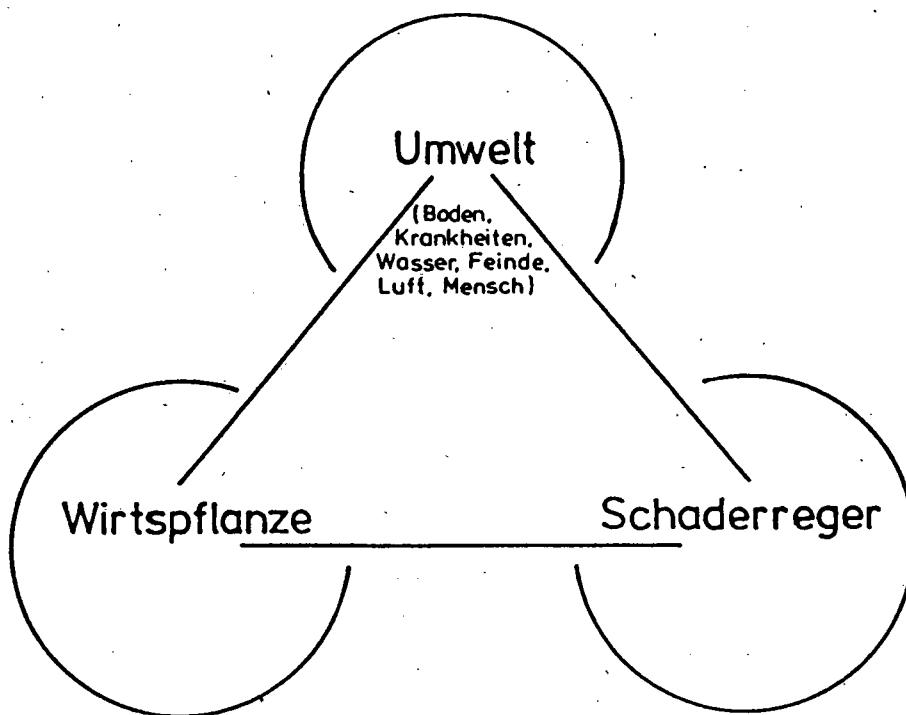 Umwelt
(Boden,
Krankheiten,
Wasser, Feinde,
Luft, Mensch)
Wirtspflanze
Schaderreger